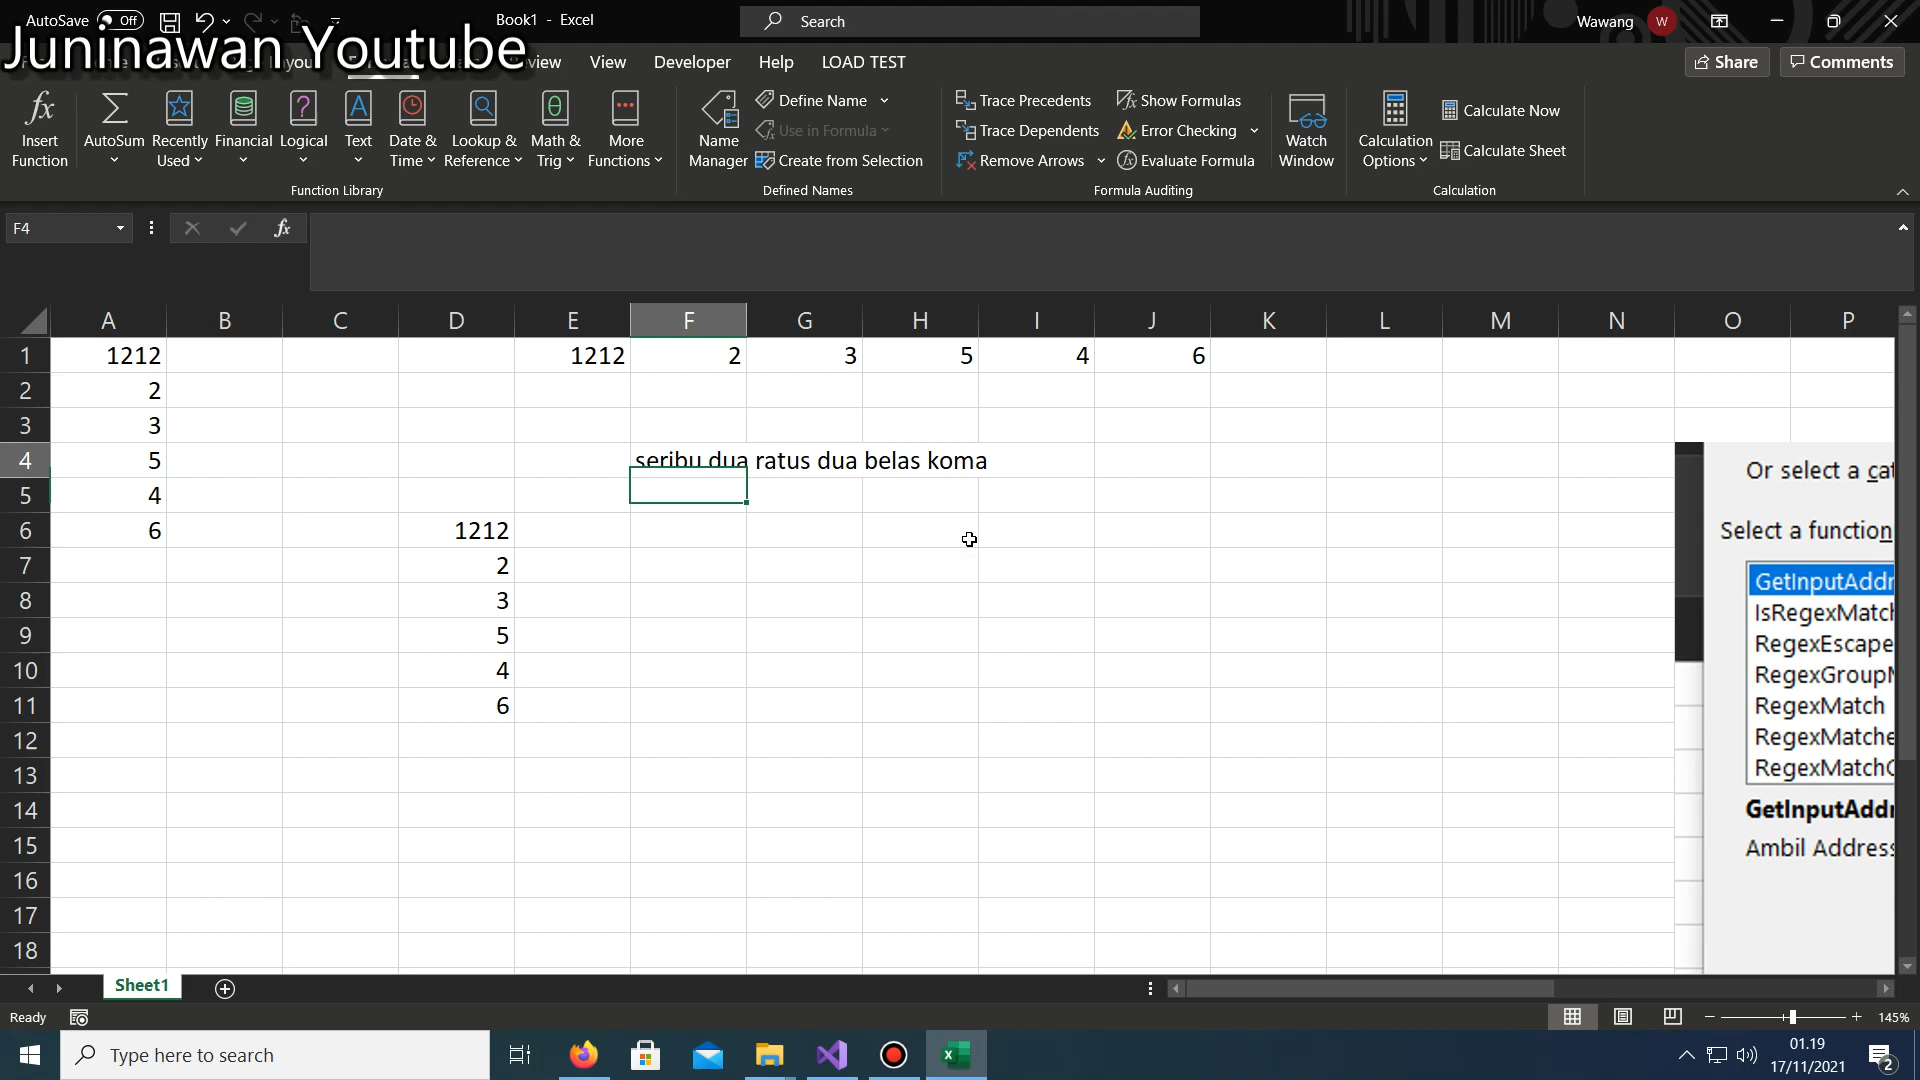 AutoSave Off
Book1 - Excel
Search
Wawang W
Juninawan Youtube
View Developer Help LOAD TEST
Share Comments
Insert Function
AutoSum
Recently Used
Financial
Logical
Text
Date & Time
Lookup & Reference
Math & Trig
More Functions
Function Library
Name Manager
Define Name
Use in Formula
Create from Selection
Defined Names
Trace Precedents
Trace Dependents
Remove Arrows
Show Formulas
Error Checking
Evaluate Formula
Formula Auditing
Watch Window
Calculation Options
Calculate Now
Calculate Sheet
Calculation
F4
fx
A B C D E F G H I J K L M N O P
1 1212 1212 2 3 5 4 6
2 2
3 3
4 5 seribu dua ratus dua belas koma
5 4
6 6 1212
7 2
8 3
9 5
10 4
11 6
12
13
14
15
16
17
18
Or select a cat
Select a function
GetInputAddr
IsRegexMatch
RegexEscape
RegexGroupM
RegexMatch
RegexMatche
RegexMatchC
GetInputAddr
Ambil Address
Sheet1
Ready
145%
Type here to search
01.19
17/11/2021
2